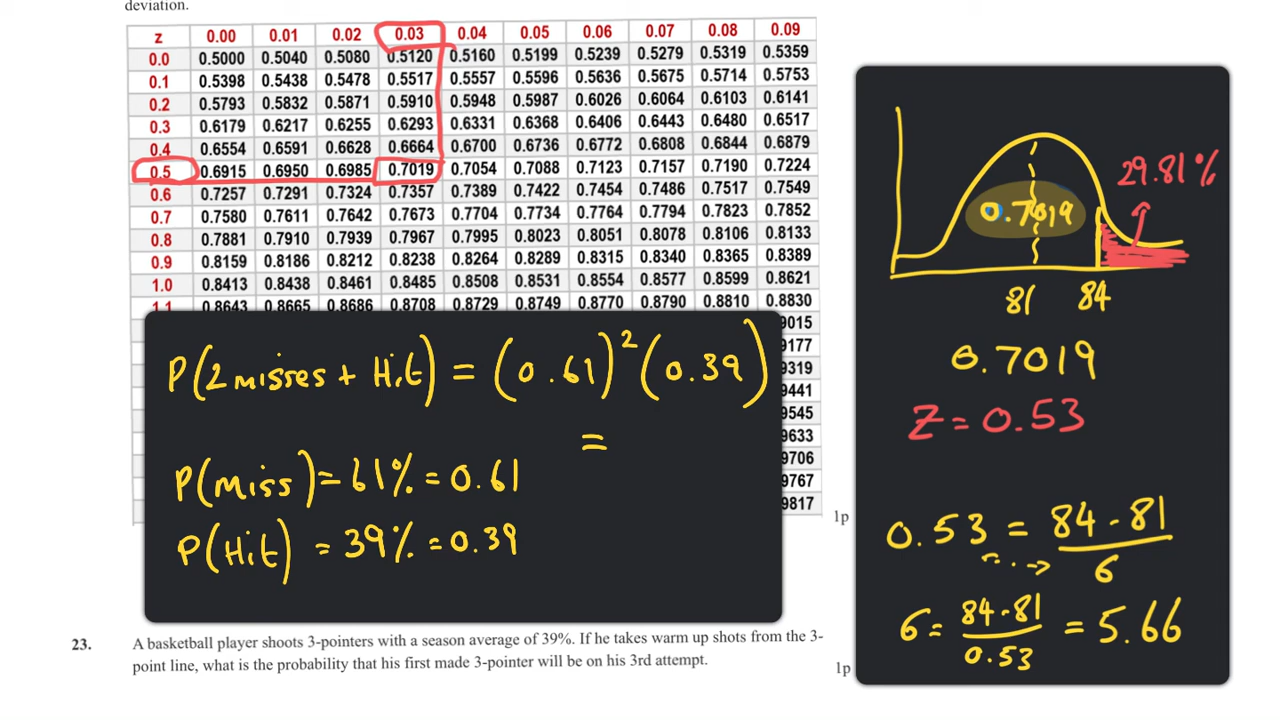 deviation.
z 0.00 0.01 0.02 0.03 0.04 0.05 0.06 0.07 0.08 0.09
0.0 0.5000 0.5040 0.5080 0.5120 0.5160 0.5199 0.5239 0.5279 0.5319 0.5359
0.1 0.5398 0.5438 0.5478 0.5517 0.5557 0.5596 0.5636 0.5675 0.5714 0.5753
0.2 0.5793 0.5832 0.5871 0.5910 0.5948 0.5987 0.6026 0.6064 0.6103 0.6141
0.3 0.6179 0.6217 0.6255 0.6293 0.6331 0.6368 0.6406 0.6443 0.6480 0.6517
0.4 0.6554 0.6591 0.6628 0.6664 0.6700 0.6736 0.6772 0.6808 0.6844 0.6879
0.5 0.6915 0.6950 0.6985 0.7019 0.7054 0.7088 0.7123 0.7157 0.7190 0.7224
0.6 0.7257 0.7291 0.7324 0.7357 0.7389 0.7422 0.7454 0.7486 0.7517 0.7549
0.7 0.7580 0.7611 0.7642 0.7673 0.7704 0.7734 0.7764 0.7794 0.7823 0.7852
0.8 0.7881 0.7910 0.7939 0.7967 0.7995 0.8023 0.8051 0.8078 0.8106 0.8133
0.9 0.8159 0.8186 0.8212 0.8238 0.8264 0.8289 0.8315 0.8340 0.8365 0.8389
1.0 0.8413 0.8438 0.8461 0.8485 0.8508 0.8531 0.8554 0.8577 0.8599 0.8621
1.1 0.8643 0.8665 0.8686 0.8708 0.8729 0.8749 0.8770 0.8790 0.8810 0.8830
9015
9177
9319
9441
9545
9633
9706
9767
9817
P(2 misses + Hit) = (0.61)² (0.39)
=
P(miss) = 61% = 0.61
P(Hit) = 39% = 0.39
1p
23. A basketball player shoots 3-pointers with a season average of 39%. If he takes warm up shots from the 3-
point line, what is the probability that his first made 3-pointer will be on his 3rd attempt.
1p
29.81%
0.7019
81 84
0.7019
Z = 0.53
0.53 = 84-81
6
6 = 84-81 = 5.66
0.53